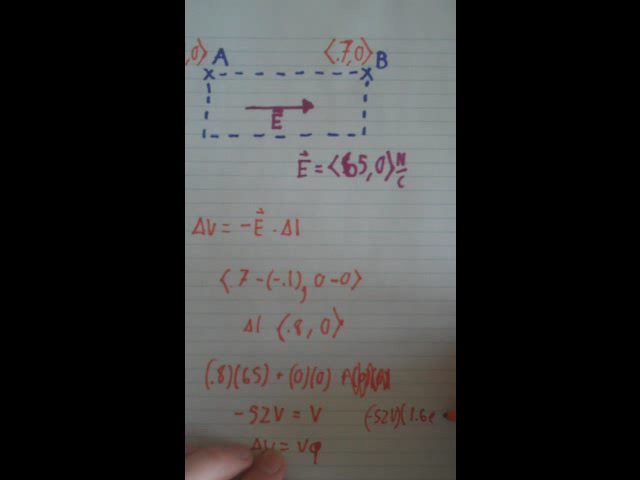 ,0⟩ A ⟨.7,0⟩ B
E
E = ⟨65,0⟩ N/C
ΔV = -E · Δl
⟨.7 -(-.1), 0-0⟩
Δl ⟨.8, 0⟩
(.8)(65) + (0)(0)
-52V = V (-52V)(1.6e
ΔU = Vq